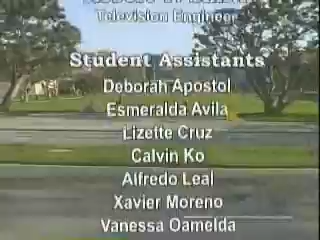 Television Engineer
Student Assistants
Deborah Apostol
Esmeralda Avila
Lizette Cruz
Calvin Ko
Alfredo Leal
Xavier Moreno
Vanessa Oamelda